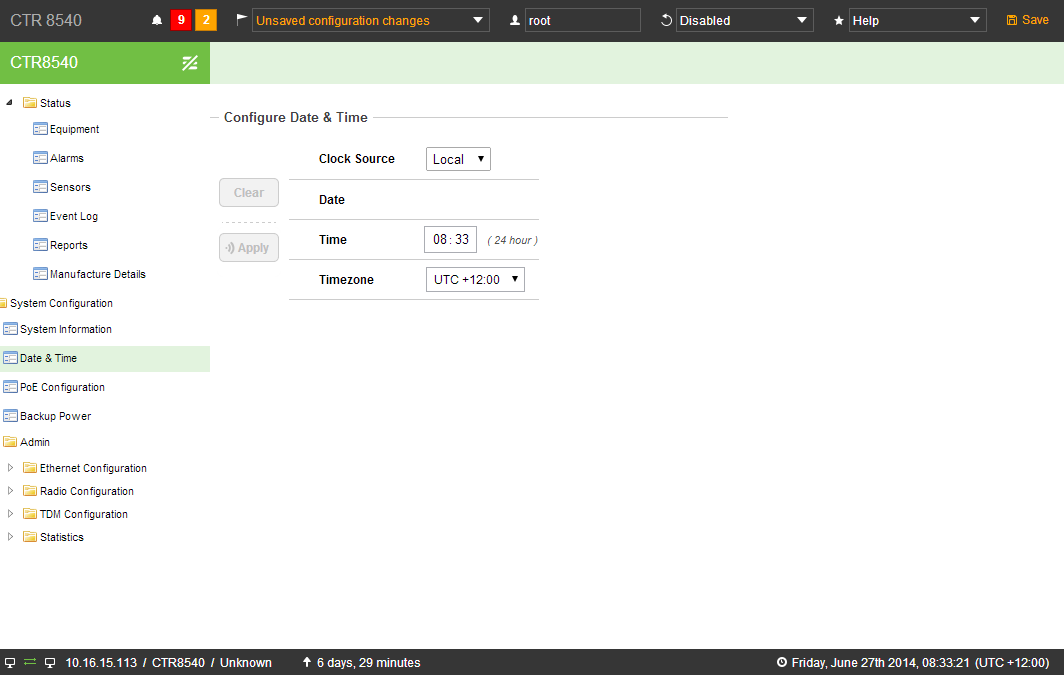 CTR 8540 9 2 Unsaved configuration changes root Disabled Help Save
CTR8540
Status
Equipment
Alarms
Sensors
Event Log
Reports
Manufacture Details
System Configuration
System Information
Date & Time
PoE Configuration
Backup Power
Admin
Ethernet Configuration
Radio Configuration
TDM Configuration
Statistics
Configure Date & Time
Clear
Apply
Clock Source Local
Date
Time 08 : 33 ( 24 hour )
Timezone UTC +12:00
10.16.15.113 / CTR8540 / Unknown 6 days, 29 minutes Friday, June 27th 2014, 08:33:21 (UTC +12:00)